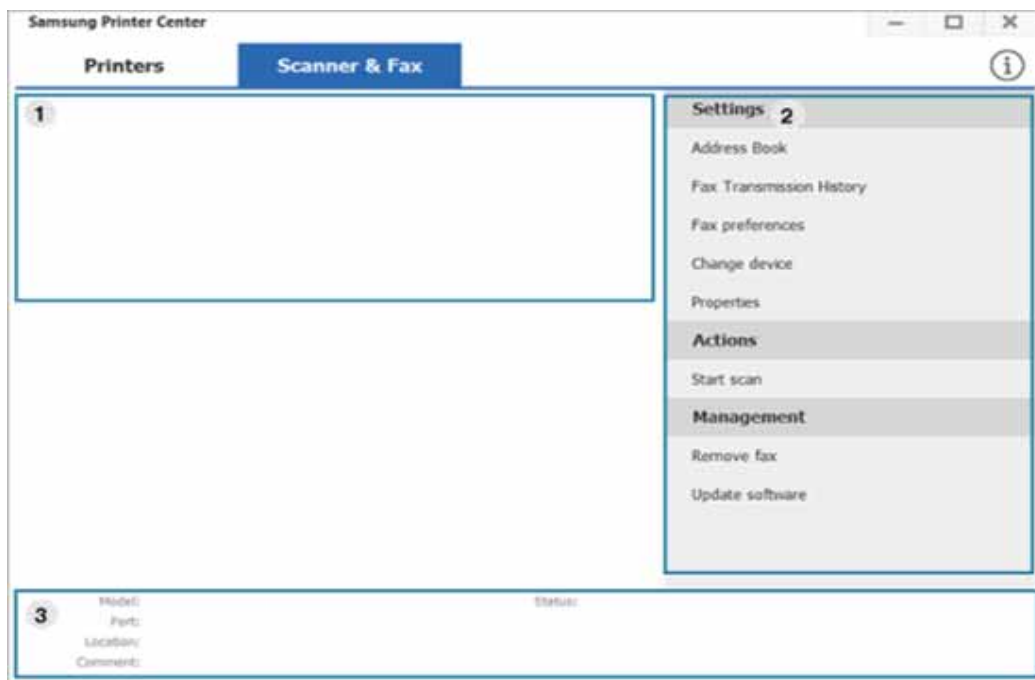 Samsung Printer Center
Printers
Scanner & Fax
i
1
Settings 2
Address Book
Fax Transmission History
Fax preferences
Change device
Properties
Actions
Start scan
Management
Remove fax
Update software
3
Model: Status:
Port:
Location:
Comment: